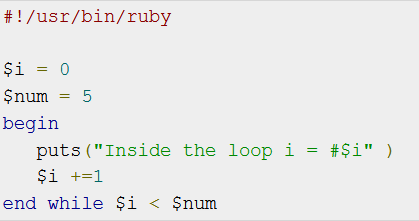 #!/usr/bin/ruby

$i = 0
$num = 5
begin
   puts("Inside the loop i = #$i" )
   $i +=1
end while $i < $num